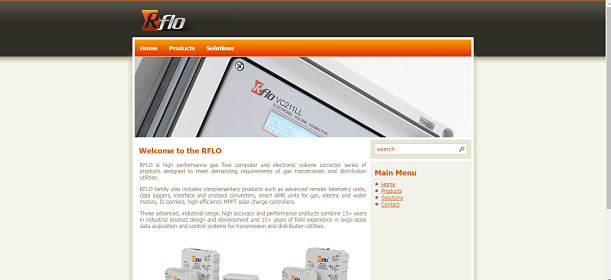 Rflo
Home Products Solutions
Rflo VC211LL
ELECTRONIC VOLUME CORRECTOR
Welcome to the RFLO
RFLO is high performance gas flow computer and electronic volume corrector series of
products designed to meet demanding requirements of gas transmission and distribution
utilities.
RFLO family also includes complementary products such as advanced remote telemetry units,
data loggers, interface and protocol converters, smart AMR units for gas, electric and water
meters, IS barriers, high efficiency MPPT solar charge controllers.
These advanced, industrial range, high accuracy and performance products combine 15+ years
in industrial product design and development and 10+ years of field experience in large scale
data acquisition and control systems for transmission and distribution utilities.
search...
Main Menu
Home
Products
Solutions
Contact
Rflo
Rflo